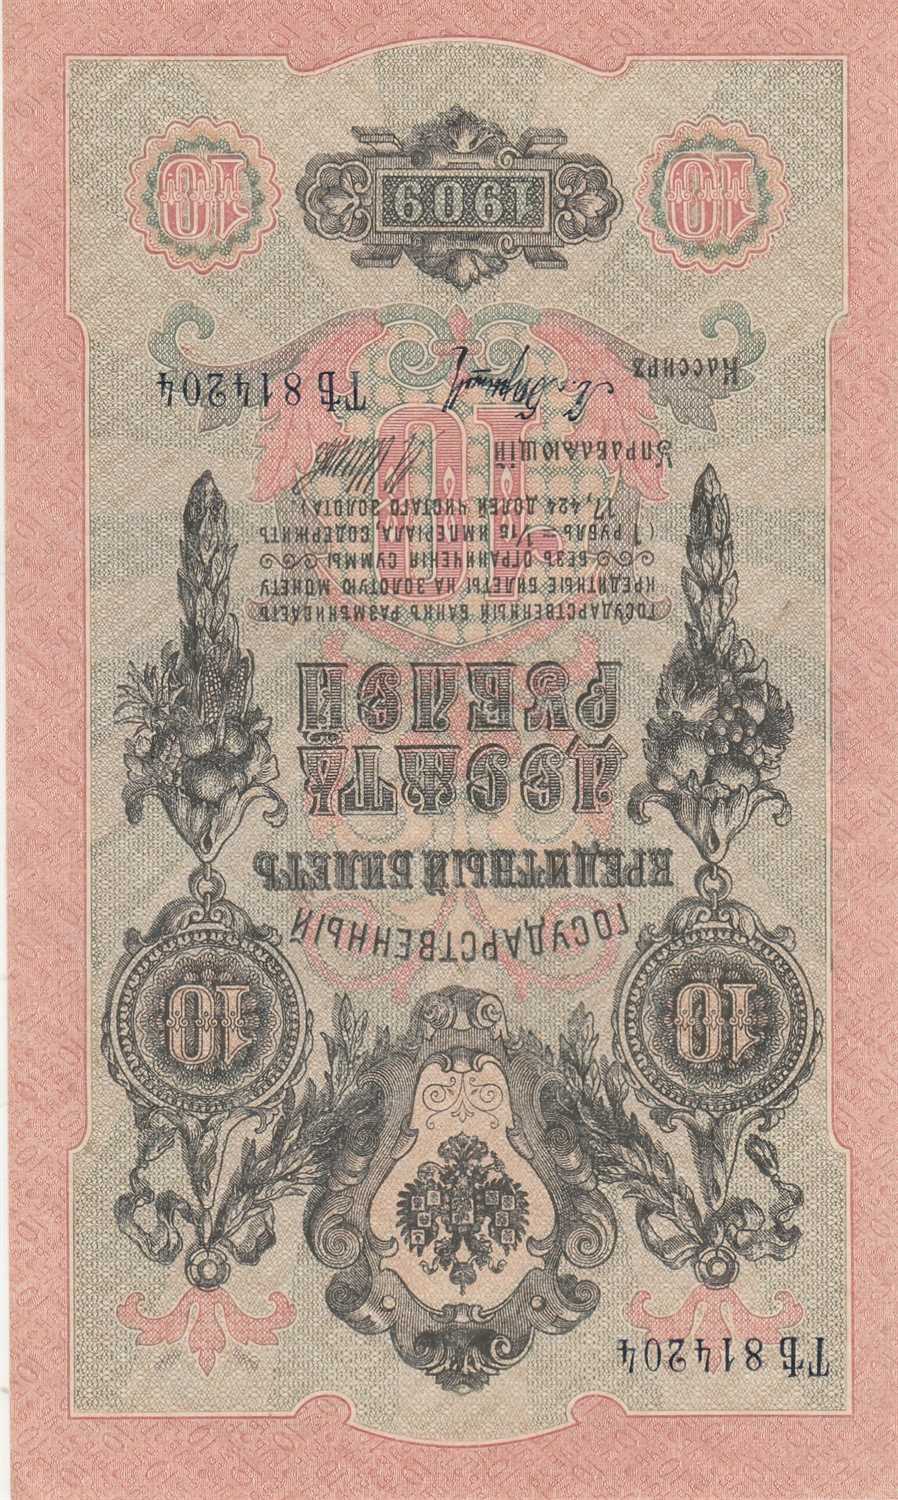 ТѢ 814204
10 10
ГОСУДАРСТВЕННЫЙ
КРЕДИТНЫЙ БИЛЕТЪ
ДЕСЯТЬ
РУБЛЕЙ
ГОСУДАРСТВЕННЫЙ БАНКЪ РАЗМѢНИВАЕТЪ
КРЕДИТНЫЕ БИЛЕТЫ НА ЗОЛОТУЮ МОНЕТУ
БЕЗЪ ОГРАНИЧЕНІЯ СУММЫ
(1 РУБЛЬ = 1/15 ИМПЕРІАЛА, СОДЕРЖИТЪ
17,424 ДОЛЕЙ ЧИСТАГО ЗОЛОТА)
10
Управляющій
Кассиръ
ТѢ 814204
10 1909 10